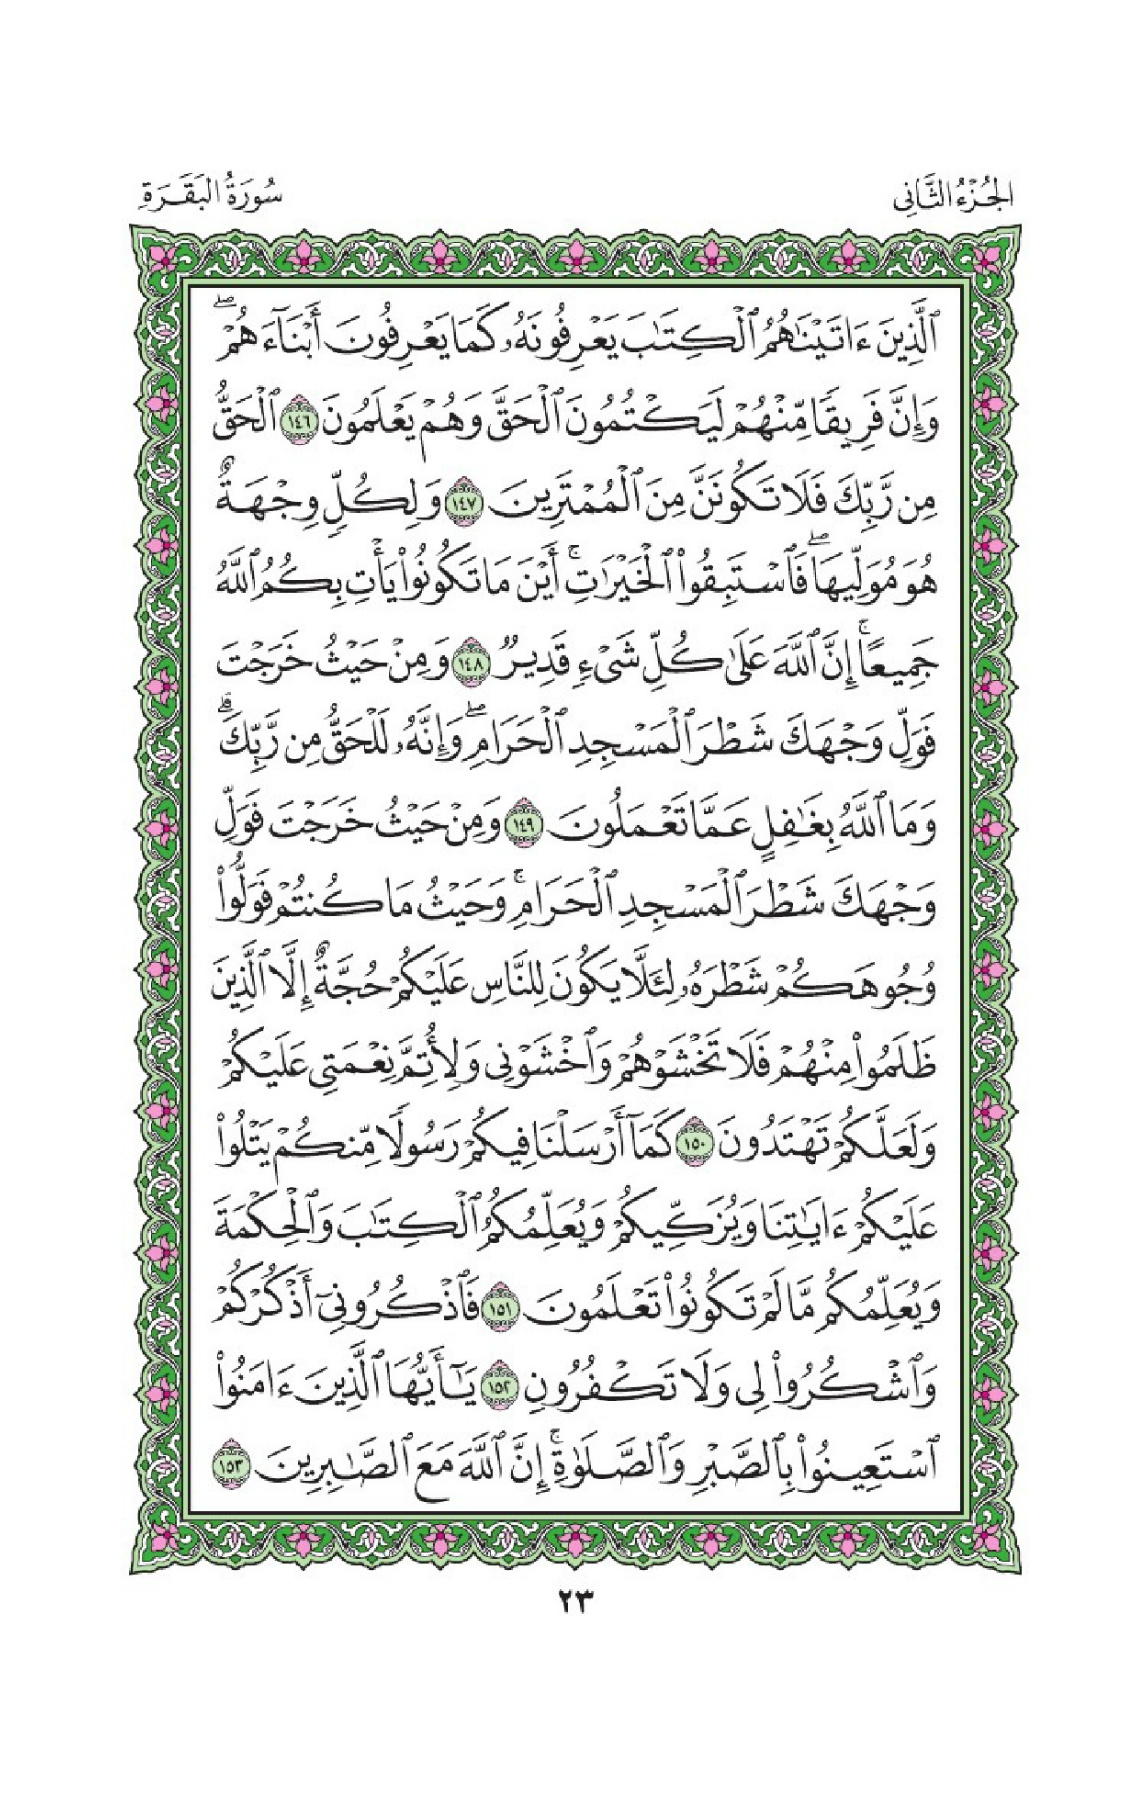 الجُزْءُ الثَّانِى
سُورَةُ البَقَرَةِ
ٱلَّذِينَ ءَاتَيْنَٰهُمُ ٱلْكِتَٰبَ يَعْرِفُونَهُۥ كَمَا يَعْرِفُونَ أَبْنَآءَهُمْ ۖ
وَإِنَّ فَرِيقًا مِّنْهُمْ لَيَكْتُمُونَ ٱلْحَقَّ وَهُمْ يَعْلَمُونَ ١٤٦ ٱلْحَقُّ
مِن رَّبِّكَ فَلَا تَكُونَنَّ مِنَ ٱلْمُمْتَرِينَ ١٤٧ وَلِكُلٍّ وِجْهَةٌ
هُوَ مُوَلِّيهَا ۖ فَٱسْتَبِقُوا۟ ٱلْخَيْرَٰتِ ۚ أَيْنَ مَا تَكُونُوا۟ يَأْتِ بِكُمُ ٱللَّهُ
جَمِيعًا ۚ إِنَّ ٱللَّهَ عَلَىٰ كُلِّ شَىْءٍ قَدِيرٌ ١٤٨ وَمِنْ حَيْثُ خَرَجْتَ
فَوَلِّ وَجْهَكَ شَطْرَ ٱلْمَسْجِدِ ٱلْحَرَامِ ۖ وَإِنَّهُۥ لَلْحَقُّ مِن رَّبِّكَ ۗ
وَمَا ٱللَّهُ بِغَٰفِلٍ عَمَّا تَعْمَلُونَ ١٤٩ وَمِنْ حَيْثُ خَرَجْتَ فَوَلِّ
وَجْهَكَ شَطْرَ ٱلْمَسْجِدِ ٱلْحَرَامِ ۚ وَحَيْثُ مَا كُنتُمْ فَوَلُّوا۟
وُجُوهَكُمْ شَطْرَهُۥ لِئَلَّا يَكُونَ لِلنَّاسِ عَلَيْكُمْ حُجَّةٌ إِلَّا ٱلَّذِينَ
ظَلَمُوا۟ مِنْهُمْ فَلَا تَخْشَوْهُمْ وَٱخْشَوْنِى وَلِأُتِمَّ نِعْمَتِى عَلَيْكُمْ
وَلَعَلَّكُمْ تَهْتَدُونَ ١٥٠ كَمَآ أَرْسَلْنَا فِيكُمْ رَسُولًا مِّنكُمْ يَتْلُوا۟
عَلَيْكُمْ ءَايَٰتِنَا وَيُزَكِّيكُمْ وَيُعَلِّمُكُمُ ٱلْكِتَٰبَ وَٱلْحِكْمَةَ
وَيُعَلِّمُكُم مَّا لَمْ تَكُونُوا۟ تَعْلَمُونَ ١٥١ فَٱذْكُرُونِىٓ أَذْكُرْكُمْ
وَٱشْكُرُوا۟ لِى وَلَا تَكْفُرُونِ ١٥٢ يَٰٓأَيُّهَا ٱلَّذِينَ ءَامَنُوا۟
ٱسْتَعِينُوا۟ بِٱلصَّبْرِ وَٱلصَّلَوٰةِ ۚ إِنَّ ٱللَّهَ مَعَ ٱلصَّٰبِرِينَ ١٥٣
٢٣